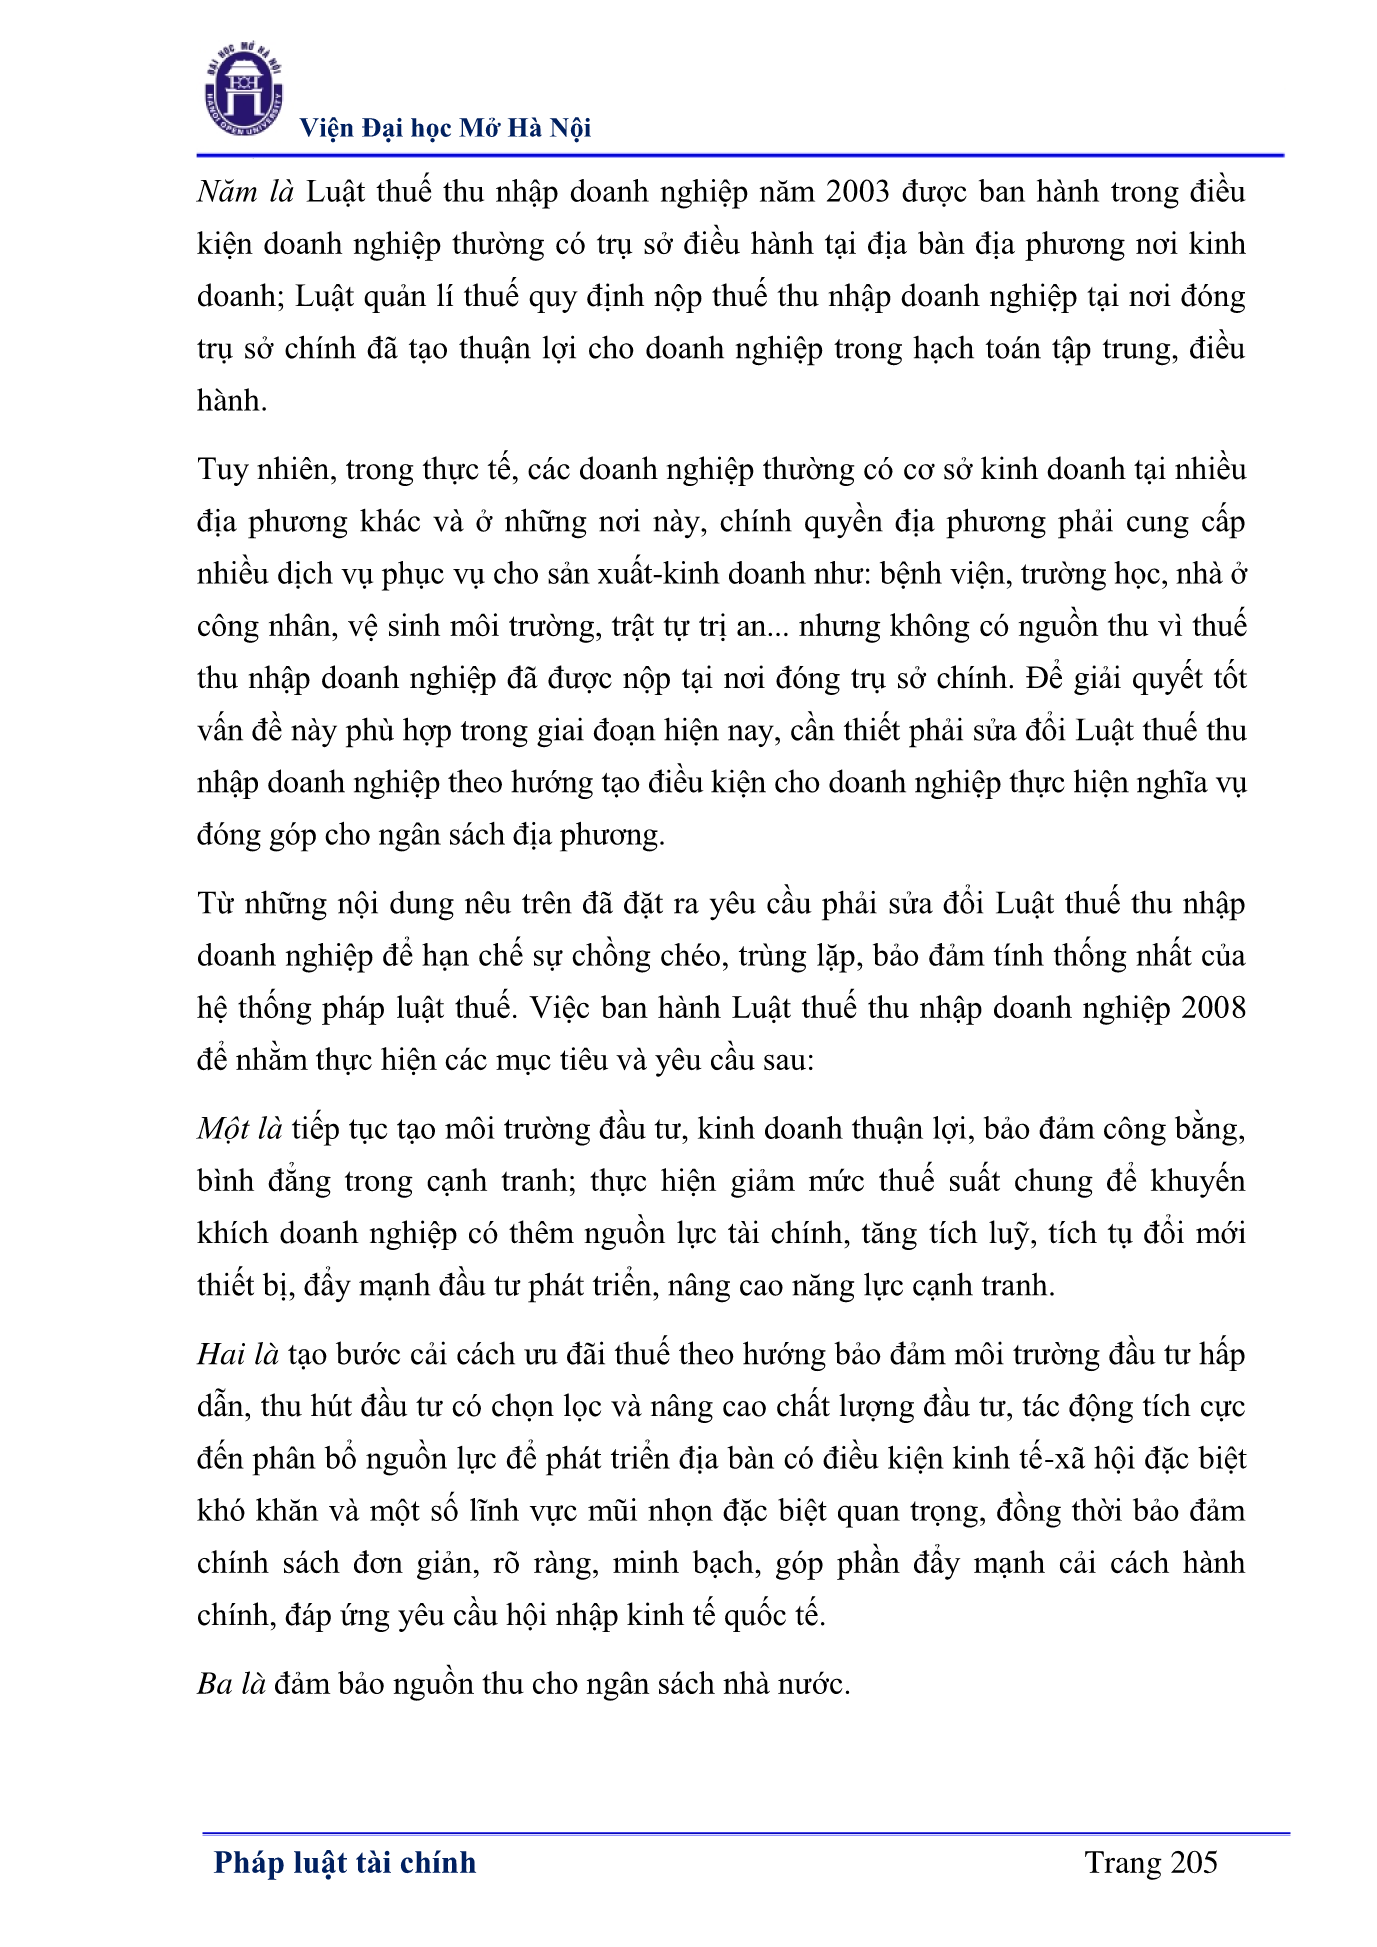 ĐẠI HỌC MỞ HÀ NỘI
HANOI OPEN UNIVERSITY
Viện Đại học Mở Hà Nội
Năm là Luật thuế thu nhập doanh nghiệp năm 2003 được ban hành trong điều
kiện doanh nghiệp thường có trụ sở điều hành tại địa bàn địa phương nơi kinh
doanh; Luật quản lí thuế quy định nộp thuế thu nhập doanh nghiệp tại nơi đóng
trụ sở chính đã tạo thuận lợi cho doanh nghiệp trong hạch toán tập trung, điều
hành.
Tuy nhiên, trong thực tế, các doanh nghiệp thường có cơ sở kinh doanh tại nhiều
địa phương khác và ở những nơi này, chính quyền địa phương phải cung cấp
nhiều dịch vụ phục vụ cho sản xuất-kinh doanh như: bệnh viện, trường học, nhà ở
công nhân, vệ sinh môi trường, trật tự trị an... nhưng không có nguồn thu vì thuế
thu nhập doanh nghiệp đã được nộp tại nơi đóng trụ sở chính. Để giải quyết tốt
vấn đề này phù hợp trong giai đoạn hiện nay, cần thiết phải sửa đổi Luật thuế thu
nhập doanh nghiệp theo hướng tạo điều kiện cho doanh nghiệp thực hiện nghĩa vụ
đóng góp cho ngân sách địa phương.
Từ những nội dung nêu trên đã đặt ra yêu cầu phải sửa đổi Luật thuế thu nhập
doanh nghiệp để hạn chế sự chồng chéo, trùng lặp, bảo đảm tính thống nhất của
hệ thống pháp luật thuế. Việc ban hành Luật thuế thu nhập doanh nghiệp 2008
để nhằm thực hiện các mục tiêu và yêu cầu sau:
Một là tiếp tục tạo môi trường đầu tư, kinh doanh thuận lợi, bảo đảm công bằng,
bình đẳng trong cạnh tranh; thực hiện giảm mức thuế suất chung để khuyến
khích doanh nghiệp có thêm nguồn lực tài chính, tăng tích luỹ, tích tụ đổi mới
thiết bị, đẩy mạnh đầu tư phát triển, nâng cao năng lực cạnh tranh.
Hai là tạo bước cải cách ưu đãi thuế theo hướng bảo đảm môi trường đầu tư hấp
dẫn, thu hút đầu tư có chọn lọc và nâng cao chất lượng đầu tư, tác động tích cực
đến phân bổ nguồn lực để phát triển địa bàn có điều kiện kinh tế-xã hội đặc biệt
khó khăn và một số lĩnh vực mũi nhọn đặc biệt quan trọng, đồng thời bảo đảm
chính sách đơn giản, rõ ràng, minh bạch, góp phần đẩy mạnh cải cách hành
chính, đáp ứng yêu cầu hội nhập kinh tế quốc tế.
Ba là đảm bảo nguồn thu cho ngân sách nhà nước.
Pháp luật tài chính
Trang 205